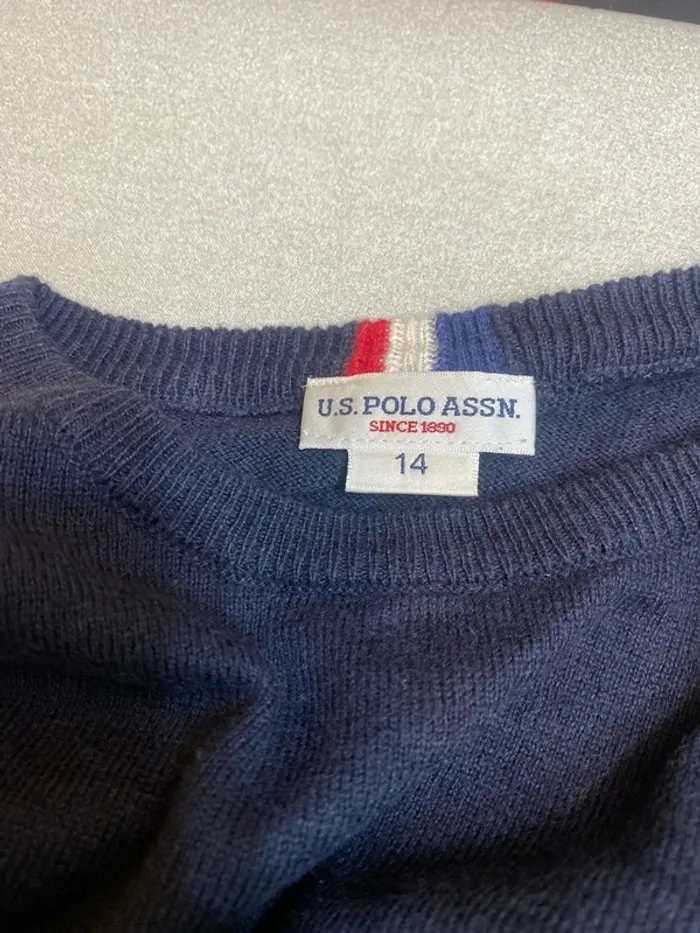 U.S. POLO ASSN.
SINCE 1890
14